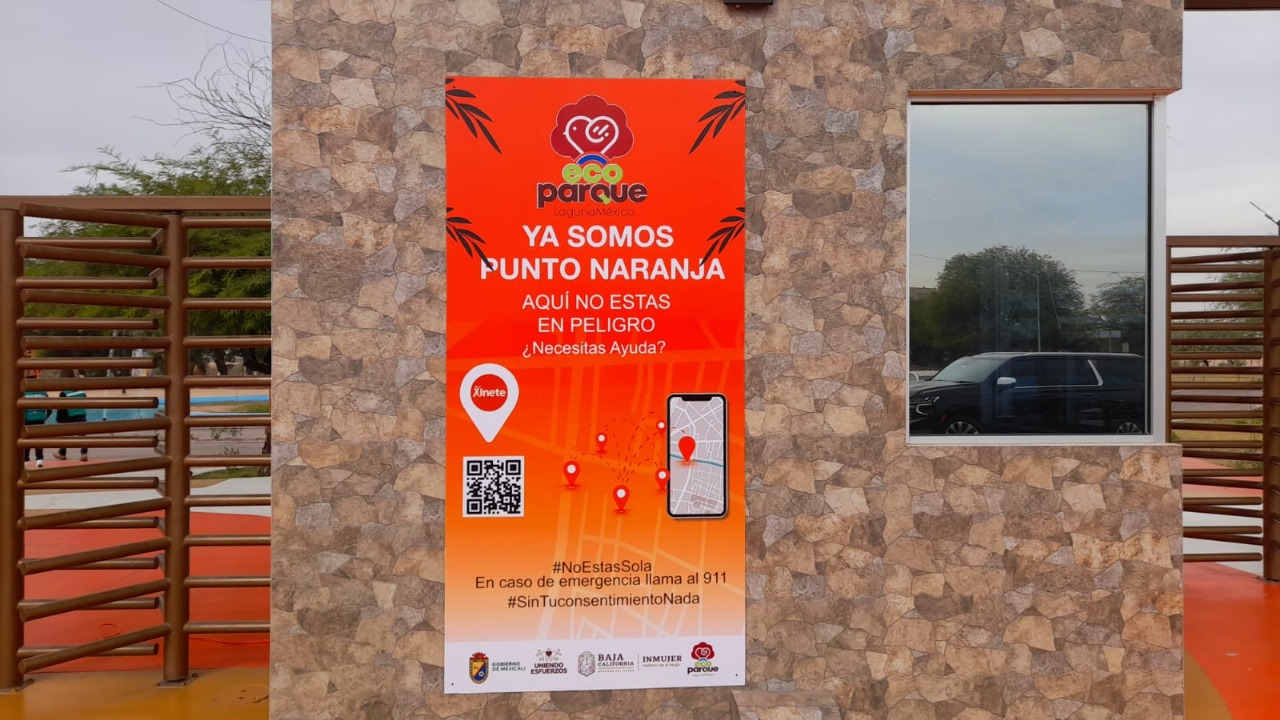 eco
parque
LagunaMéxico
YA SOMOS
PUNTO NARANJA
AQUÍ NO ESTAS
EN PELIGRO
¿Necesitas Ayuda?
Únete
#NoEstasSola
En caso de emergencia llama al 911
#SinTuconsentimientoNada
GOBIERNO
DE MEXICALI
UNIENDO
ESFUERZOS
BAJA
CALIFORNIA
INMUJER
eco
parque